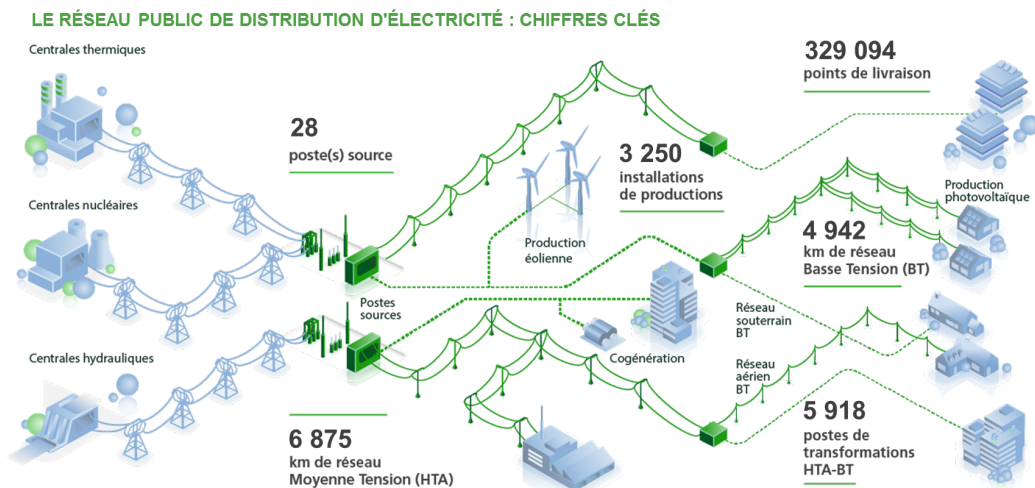 LE RÉSEAU PUBLIC DE DISTRIBUTION D'ÉLECTRICITÉ : CHIFFRES CLÉS
Centrales thermiques
28
poste(s) source
329 094
points de livraison
3 250
installations
de productions
Production
photovoltaïque
Centrales nucléaires
Production
éolienne
4 942
km de réseau
Basse Tension (BT)
Postes
sources
Réseau
souterrain
BT
Centrales hydrauliques
Cogénération
Réseau
aérien
BT
6 875
km de réseau
Moyenne Tension (HTA)
5 918
postes de
transformations
HTA-BT